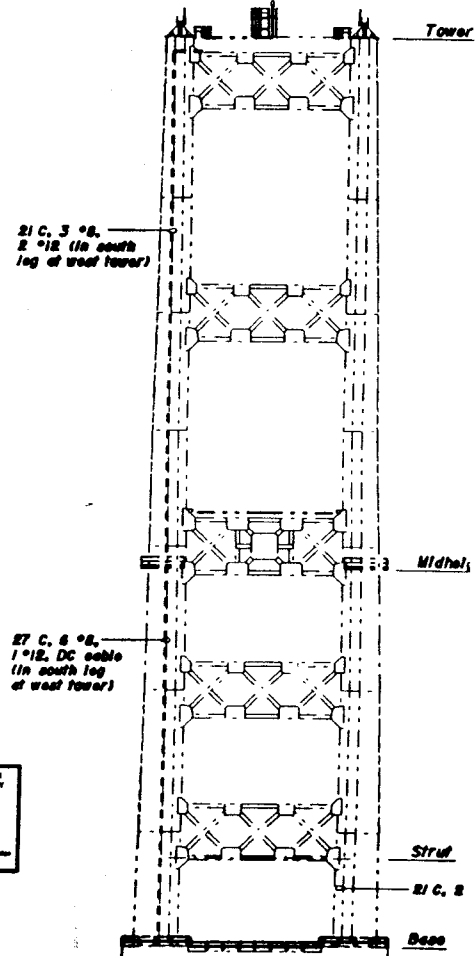 Tower
21 C, 3 #8,
2 #12 (in south
leg at west tower)
27 C, 6 #8,
1 #12, DC cable
(in south leg
at west tower)
Strut
21 C, 2
Base